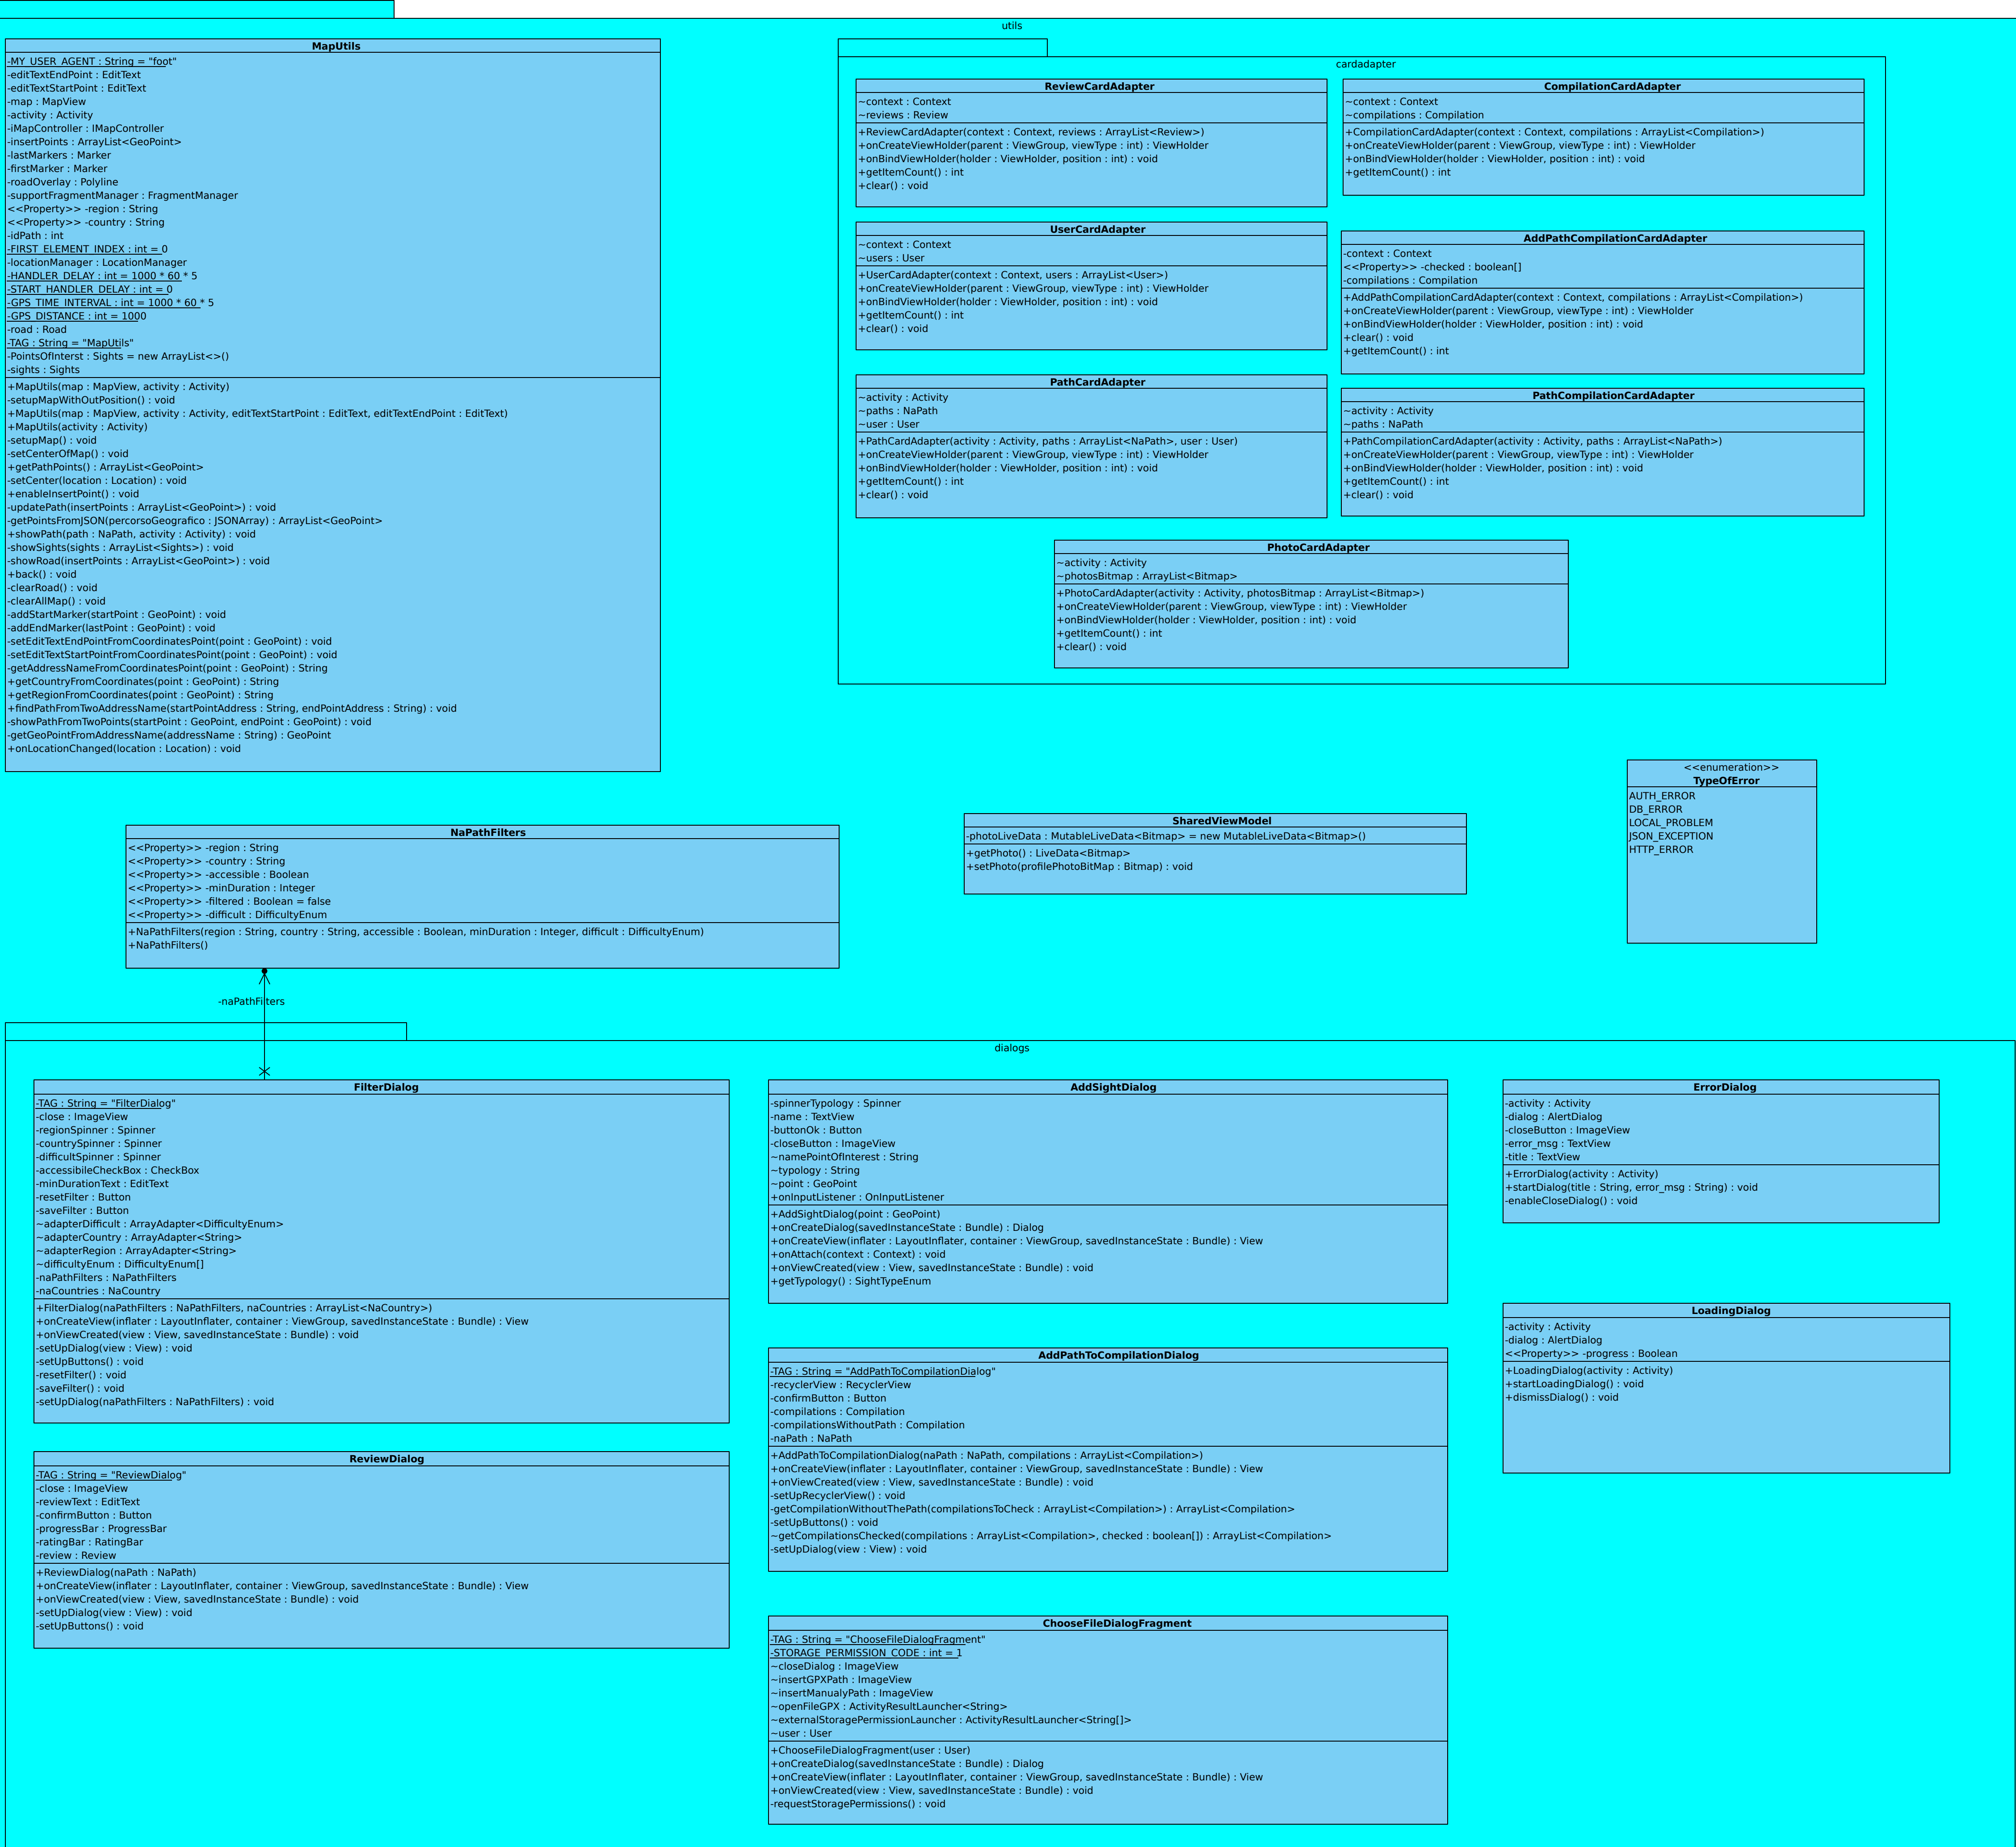 utils
MapUtils
-MY_USER_AGENT : String = "foot"
-editTextEndPoint : EditText
-editTextStartPoint : EditText
-map : MapView
-activity : Activity
-iMapController : IMapController
-insertPoints : ArrayList<GeoPoint>
-lastMarkers : Marker
-firstMarker : Marker
-roadOverlay : Polyline
-supportFragmentManager : FragmentManager
<<Property>> -region : String
<<Property>> -country : String
-idPath : int
-FIRST_ELEMENT_INDEX : int = 0
-locationManager : LocationManager
-HANDLER_DELAY : int = 1000 * 60 * 5
-START_HANDLER_DELAY : int = 0
-GPS_TIME_INTERVAL : int = 1000 * 60 * 5
-GPS_DISTANCE : int = 1000
-road : Road
-TAG : String = "MapUtils"
-PointsOfInterst : Sights = new ArrayList<>()
-sights : Sights
+MapUtils(map : MapView, activity : Activity)
-setupMapWithOutPosition() : void
+MapUtils(map : MapView, activity : Activity, editTextStartPoint : EditText, editTextEndPoint : EditText)
+MapUtils(activity : Activity)
-setupMap() : void
-setCenterOfMap() : void
+getPathPoints() : ArrayList<GeoPoint>
-setCenter(location : Location) : void
+enableInsertPoint() : void
-updatePath(insertPoints : ArrayList<GeoPoint>) : void
-getPointsFromJSON(percorsoGeografico : JSONArray) : ArrayList<GeoPoint>
+showPath(path : NaPath, activity : Activity) : void
-showSights(sights : ArrayList<Sights>) : void
-showRoad(insertPoints : ArrayList<GeoPoint>) : void
+back() : void
-clearRoad() : void
-clearAllMap() : void
-addStartMarker(startPoint : GeoPoint) : void
-addEndMarker(lastPoint : GeoPoint) : void
-setEditTextEndPointFromCoordinatesPoint(point : GeoPoint) : void
-setEditTextStartPointFromCoordinatesPoint(point : GeoPoint) : void
-getAddressNameFromCoordinatesPoint(point : GeoPoint) : String
+getCountryFromCoordinates(point : GeoPoint) : String
+getRegionFromCoordinates(point : GeoPoint) : String
+findPathFromTwoAddressName(startPointAddress : String, endPointAddress : String) : void
-showPathFromTwoPoints(startPoint : GeoPoint, endPoint : GeoPoint) : void
-getGeoPointFromAddressName(addressName : String) : GeoPoint
+onLocationChanged(location : Location) : void
cardadapter
ReviewCardAdapter
~context : Context
~reviews : Review
+ReviewCardAdapter(context : Context, reviews : ArrayList<Review>)
+onCreateViewHolder(parent : ViewGroup, viewType : int) : ViewHolder
+onBindViewHolder(holder : ViewHolder, position : int) : void
+getItemCount() : int
+clear() : void
CompilationCardAdapter
~context : Context
~compilations : Compilation
+CompilationCardAdapter(context : Context, compilations : ArrayList<Compilation>)
+onCreateViewHolder(parent : ViewGroup, viewType : int) : ViewHolder
+onBindViewHolder(holder : ViewHolder, position : int) : void
+getItemCount() : int
UserCardAdapter
~context : Context
~users : User
+UserCardAdapter(context : Context, users : ArrayList<User>)
+onCreateViewHolder(parent : ViewGroup, viewType : int) : ViewHolder
+onBindViewHolder(holder : ViewHolder, position : int) : void
+getItemCount() : int
+clear() : void
AddPathCompilationCardAdapter
-context : Context
<<Property>> -checked : boolean[]
-compilations : Compilation
+AddPathCompilationCardAdapter(context : Context, compilations : ArrayList<Compilation>)
+onCreateViewHolder(parent : ViewGroup, viewType : int) : ViewHolder
+onBindViewHolder(holder : ViewHolder, position : int) : void
+clear() : void
+getItemCount() : int
PathCardAdapter
~activity : Activity
~paths : NaPath
~user : User
+PathCardAdapter(activity : Activity, paths : ArrayList<NaPath>, user : User)
+onCreateViewHolder(parent : ViewGroup, viewType : int) : ViewHolder
+onBindViewHolder(holder : ViewHolder, position : int) : void
+getItemCount() : int
+clear() : void
PathCompilationCardAdapter
~activity : Activity
~paths : NaPath
+PathCompilationCardAdapter(activity : Activity, paths : ArrayList<NaPath>)
+onCreateViewHolder(parent : ViewGroup, viewType : int) : ViewHolder
+onBindViewHolder(holder : ViewHolder, position : int) : void
+getItemCount() : int
+clear() : void
PhotoCardAdapter
~activity : Activity
~photosBitmap : ArrayList<Bitmap>
+PhotoCardAdapter(activity : Activity, photosBitmap : ArrayList<Bitmap>)
+onCreateViewHolder(parent : ViewGroup, viewType : int) : ViewHolder
+onBindViewHolder(holder : ViewHolder, position : int) : void
+getItemCount() : int
+clear() : void
<<enumeration>>
TypeOfError
AUTH_ERROR
DB_ERROR
LOCAL_PROBLEM
JSON_EXCEPTION
HTTP_ERROR
NaPathFilters
<<Property>> -region : String
<<Property>> -country : String
<<Property>> -accessible : Boolean
<<Property>> -minDuration : Integer
<<Property>> -filtered : Boolean = false
<<Property>> -difficult : DifficultyEnum
+NaPathFilters(region : String, country : String, accessible : Boolean, minDuration : Integer, difficult : DifficultyEnum)
+NaPathFilters()
SharedViewModel
-photoLiveData : MutableLiveData<Bitmap> = new MutableLiveData<Bitmap>()
+getPhoto() : LiveData<Bitmap>
+setPhoto(profilePhotoBitMap : Bitmap) : void
-naPathFilters
dialogs
FilterDialog
-TAG : String = "FilterDialog"
-close : ImageView
-regionSpinner : Spinner
-countrySpinner : Spinner
-difficultSpinner : Spinner
-accessibileCheckBox : CheckBox
-minDurationText : EditText
-resetFilter : Button
-saveFilter : Button
~adapterDifficult : ArrayAdapter<DifficultyEnum>
~adapterCountry : ArrayAdapter<String>
~adapterRegion : ArrayAdapter<String>
~difficultyEnum : DifficultyEnum[]
-naPathFilters : NaPathFilters
-naCountries : NaCountry
+FilterDialog(naPathFilters : NaPathFilters, naCountries : ArrayList<NaCountry>)
+onCreateView(inflater : LayoutInflater, container : ViewGroup, savedInstanceState : Bundle) : View
+onViewCreated(view : View, savedInstanceState : Bundle) : void
-setUpDialog(view : View) : void
-setUpButtons() : void
-resetFilter() : void
-saveFilter() : void
-setUpDialog(naPathFilters : NaPathFilters) : void
AddSightDialog
-spinnerTypology : Spinner
-name : TextView
-buttonOk : Button
-closeButton : ImageView
~namePointOfInterest : String
~typology : String
~point : GeoPoint
+onInputListener : OnInputListener
+AddSightDialog(point : GeoPoint)
+onCreateDialog(savedInstanceState : Bundle) : Dialog
+onCreateView(inflater : LayoutInflater, container : ViewGroup, savedInstanceState : Bundle) : View
+onAttach(context : Context) : void
+onViewCreated(view : View, savedInstanceState : Bundle) : void
+getTypology() : SightTypeEnum
ErrorDialog
-activity : Activity
-dialog : AlertDialog
-closeButton : ImageView
-error_msg : TextView
-title : TextView
+ErrorDialog(activity : Activity)
+startDialog(title : String, error_msg : String) : void
-enableCloseDialog() : void
LoadingDialog
-activity : Activity
-dialog : AlertDialog
<<Property>> -progress : Boolean
+LoadingDialog(activity : Activity)
+startLoadingDialog() : void
+dismissDialog() : void
AddPathToCompilationDialog
-TAG : String = "AddPathToCompilationDialog"
-recyclerView : RecyclerView
-confirmButton : Button
-compilations : Compilation
-compilationsWithoutPath : Compilation
-naPath : NaPath
+AddPathToCompilationDialog(naPath : NaPath, compilations : ArrayList<Compilation>)
+onCreateView(inflater : LayoutInflater, container : ViewGroup, savedInstanceState : Bundle) : View
+onViewCreated(view : View, savedInstanceState : Bundle) : void
-setUpRecyclerView() : void
-getCompilationWithoutThePath(compilationsToCheck : ArrayList<Compilation>) : ArrayList<Compilation>
-setUpButtons() : void
~getCompilationsChecked(compilations : ArrayList<Compilation>, checked : boolean[]) : ArrayList<Compilation>
-setUpDialog(view : View) : void
ReviewDialog
-TAG : String = "ReviewDialog"
-close : ImageView
-reviewText : EditText
-confirmButton : Button
-progressBar : ProgressBar
-ratingBar : RatingBar
-review : Review
+ReviewDialog(naPath : NaPath)
+onCreateView(inflater : LayoutInflater, container : ViewGroup, savedInstanceState : Bundle) : View
+onViewCreated(view : View, savedInstanceState : Bundle) : void
-setUpDialog(view : View) : void
-setUpButtons() : void
ChooseFileDialogFragment
-TAG : String = "ChooseFileDialogFragment"
-STORAGE_PERMISSION_CODE : int = 1
~closeDialog : ImageView
~insertGPXPath : ImageView
~insertManualyPath : ImageView
~openFileGPX : ActivityResultLauncher<String>
~externalStoragePermissionLauncher : ActivityResultLauncher<String[]>
~user : User
+ChooseFileDialogFragment(user : User)
+onCreateDialog(savedInstanceState : Bundle) : Dialog
+onCreateView(inflater : LayoutInflater, container : ViewGroup, savedInstanceState : Bundle) : View
+onViewCreated(view : View, savedInstanceState : Bundle) : void
-requestStoragePermissions() : void